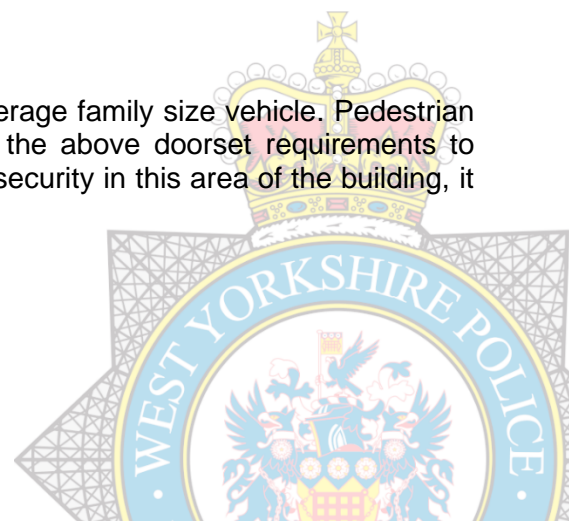 erage family size vehicle. Pedestrian
the above doorset requirements to
security in this area of the building, it
WEST YORKSHIRE POLICE